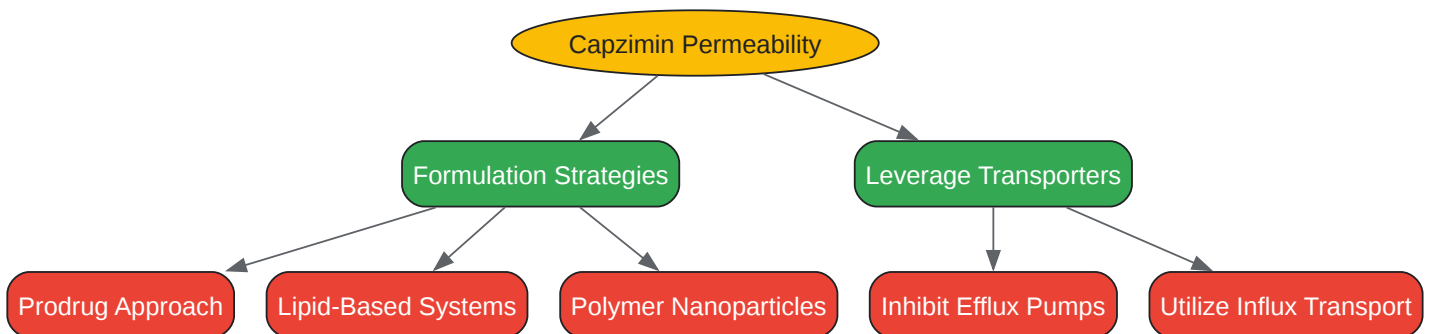 Capzimin Permeability
Formulation Strategies
Leverage Transporters
Prodrug Approach
Lipid-Based Systems
Polymer Nanoparticles
Inhibit Efflux Pumps
Utilize Influx Transport